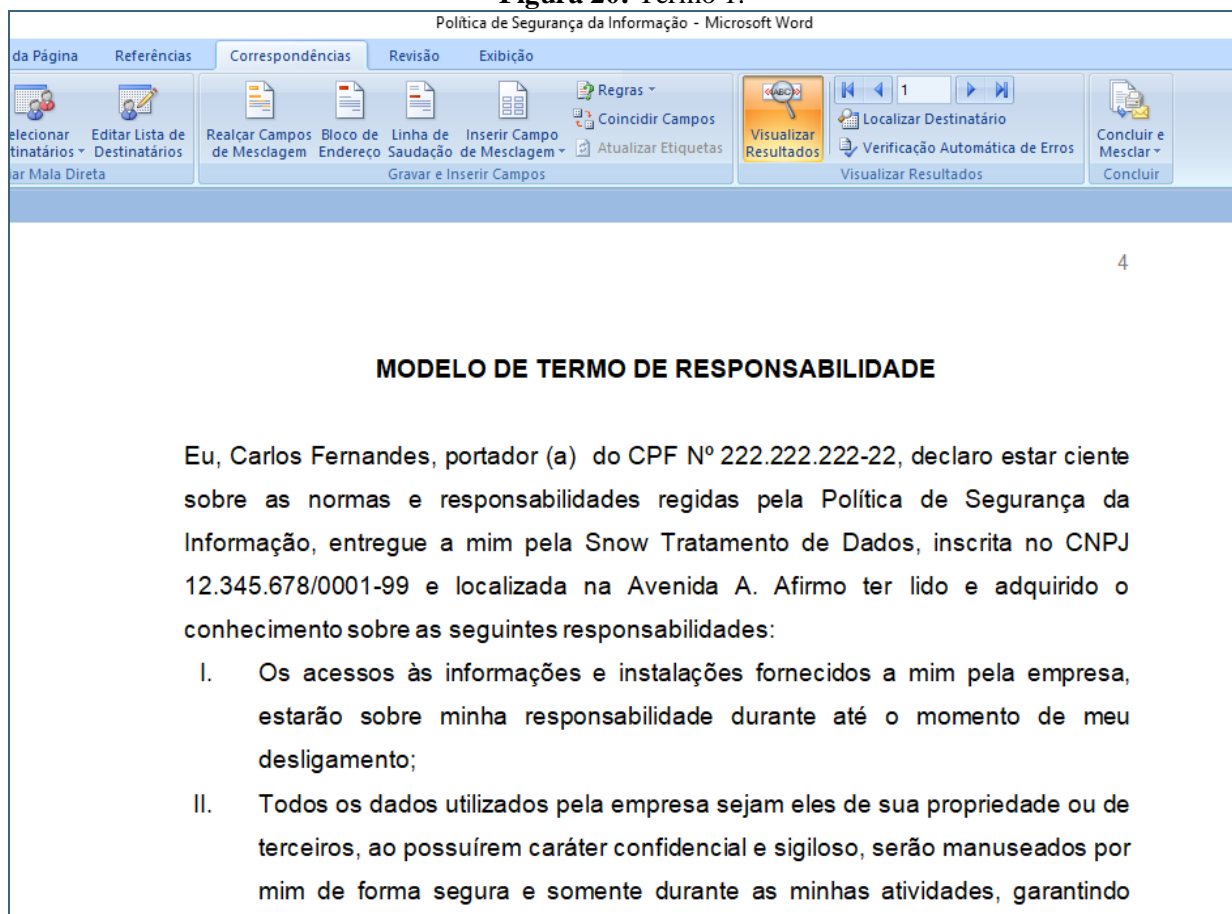 Figura 20: Termo 1.
Política de Segurança da Informação - Microsoft Word
da Página Referências Correspondências Revisão Exibição
elecionar
tinatários
Editar Lista de
Destinatários
Realçar Campos
de Mesclagem
Bloco de
Endereço
Linha de
Saudação
Inserir Campo
de Mesclagem
Regras
Coincidir Campos
Atualizar Etiquetas
«ABC»
Visualizar
Resultados
1
Localizar Destinatário
Verificação Automática de Erros
Concluir e
Mesclar
iar Mala Direta Gravar e Inserir Campos Visualizar Resultados Concluir
4
MODELO DE TERMO DE RESPONSABILIDADE
Eu, Carlos Fernandes, portador (a) do CPF Nº 222.222.222-22, declaro estar ciente
sobre as normas e responsabilidades regidas pela Política de Segurança da
Informação, entregue a mim pela Snow Tratamento de Dados, inscrita no CNPJ
12.345.678/0001-99 e localizada na Avenida A. Afirmo ter lido e adquirido o
conhecimento sobre as seguintes responsabilidades:
I. Os acessos às informações e instalações fornecidos a mim pela empresa,
estarão sobre minha responsabilidade durante até o momento de meu
desligamento;
II. Todos os dados utilizados pela empresa sejam eles de sua propriedade ou de
terceiros, ao possuírem caráter confidencial e sigiloso, serão manuseados por
mim de forma segura e somente durante as minhas atividades, garantindo